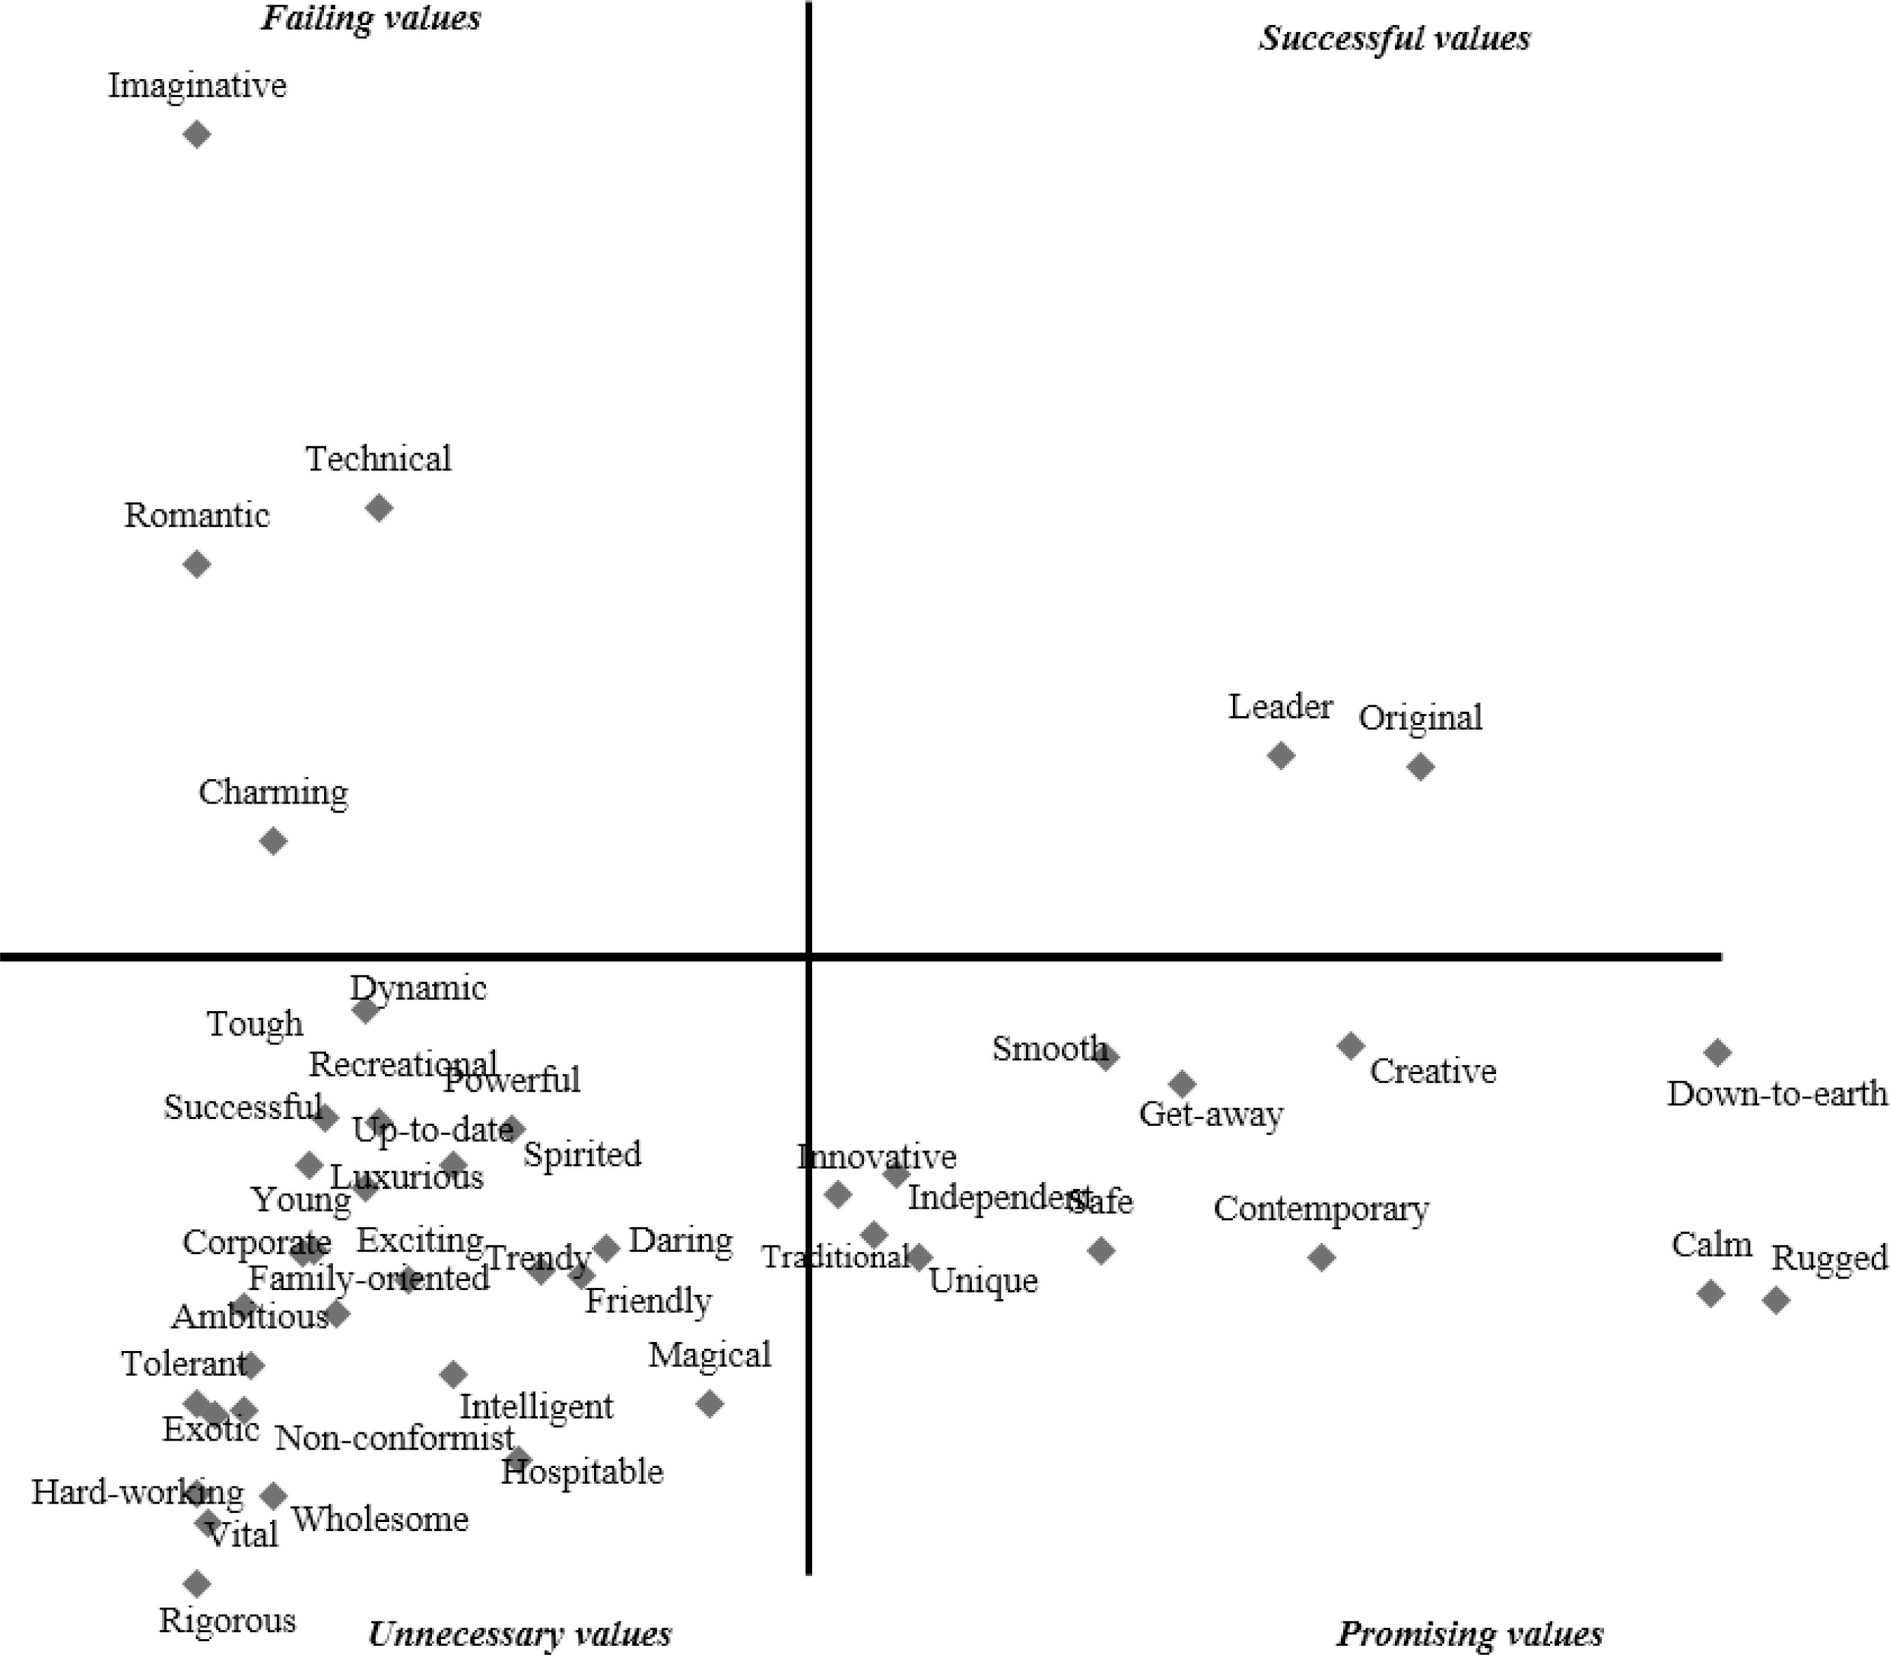 Failing values
Successful values
Imaginative
Technical
Romantic
Leader
Original
Charming
Dynamic
Tough
Recreational
Powerful
Successful
Up-to-date
Spirited
Luxurious
Young
Corporate
Exciting
Trendy
Daring
Family-oriented
Friendly
Ambitious
Tolerant
Magical
Intelligent
Exotic
Non-conformist
Hospitable
Hard-working
Wholesome
Vital
Rigorous
Smooth
Creative
Down-to-earth
Get-away
Innovative
Independent
Safe
Contemporary
Traditional
Unique
Calm
Rugged
Unnecessary values
Promising values